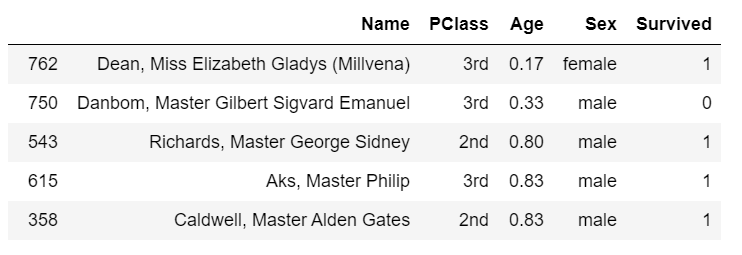 Name PClass Age Sex Survived
762 Dean, Miss Elizabeth Gladys (Millvena) 3rd 0.17 female 1
750 Danbom, Master Gilbert Sigvard Emanuel 3rd 0.33 male 0
543 Richards, Master George Sidney 2nd 0.80 male 1
615 Aks, Master Philip 3rd 0.83 male 1
358 Caldwell, Master Alden Gates 2nd 0.83 male 1